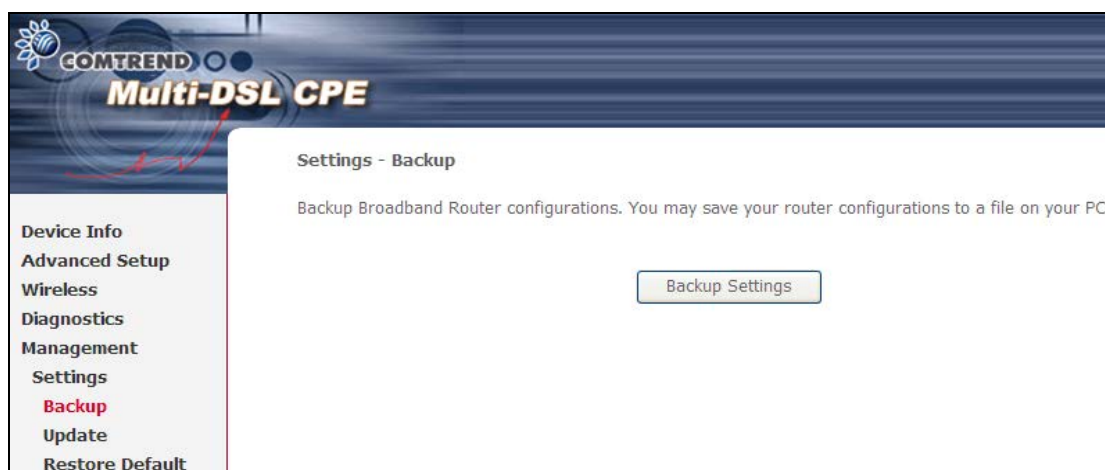 COMTREND
Multi-DSL CPE
Settings - Backup
Backup Broadband Router configurations. You may save your router configurations to a file on your PC
Backup Settings
Device Info
Advanced Setup
Wireless
Diagnostics
Management
Settings
Backup
Update
Restore Default